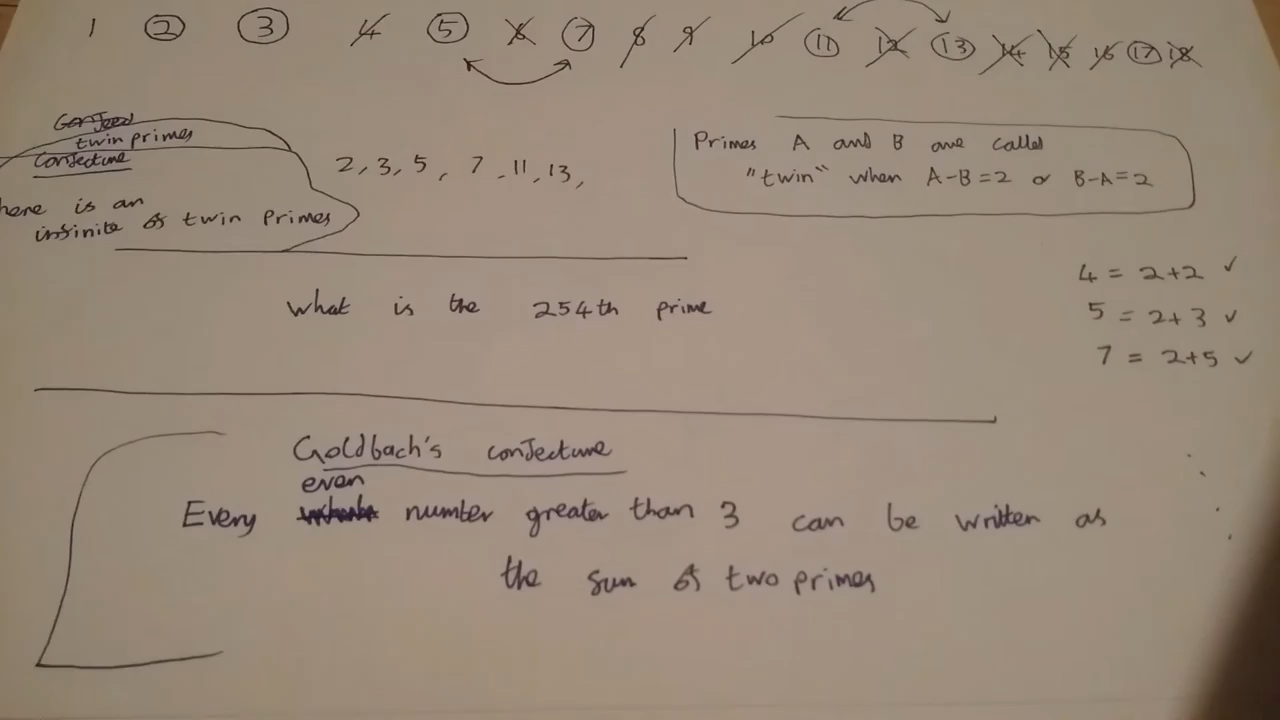 1 2 3 4 5 6 7 8 9 10 11 12 13 14 15 16 17 18
twin primes
Conjecture
here is an
infinite of twin primes
2, 3, 5, 7, 11, 13,
Primes A and B are called
"twin" when A-B=2 or B-A=2
What is the 254th prime
4 = 2+2 ✓
5 = 2+3 ✓
7 = 2+5 ✓
Goldbach's conjecture
even
Every number greater than 3 can be written as
the sum of two primes